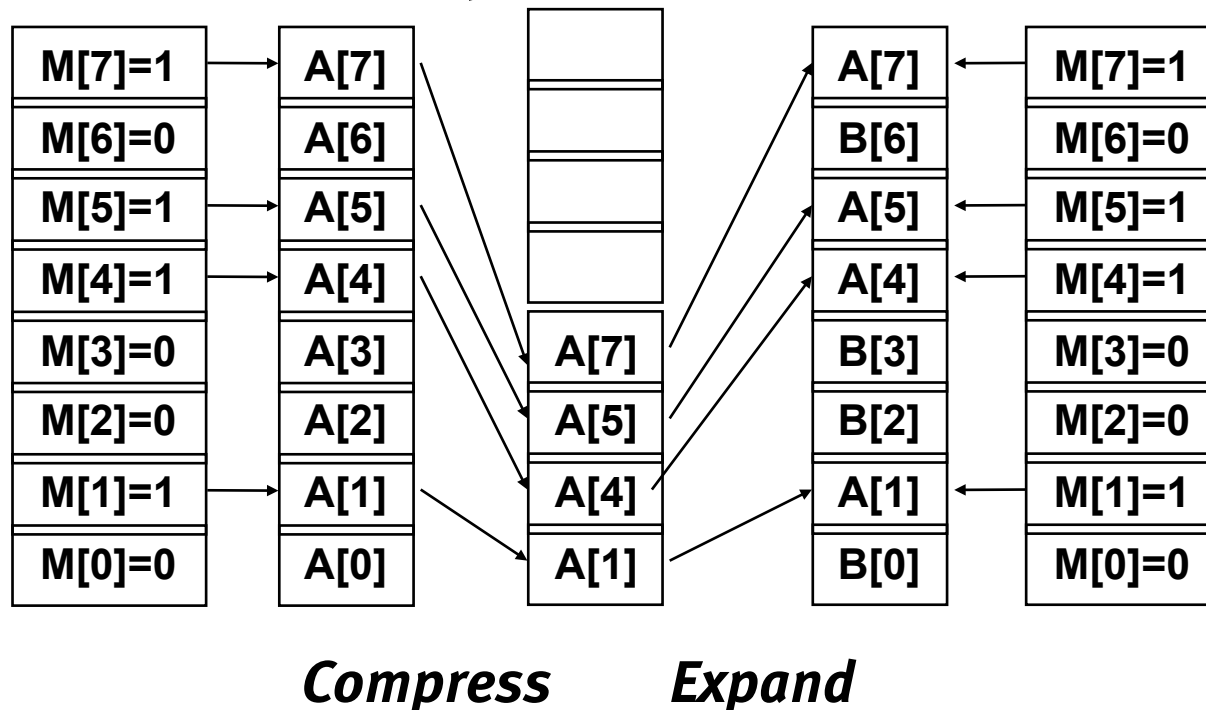 M[7]=1 A[7] A[7] M[7]=1
M[6]=0 A[6] B[6] M[6]=0
M[5]=1 A[5] A[5] M[5]=1
M[4]=1 A[4] A[4] M[4]=1
M[3]=0 A[3] A[7] B[3] M[3]=0
M[2]=0 A[2] A[5] B[2] M[2]=0
M[1]=1 A[1] A[4] A[1] M[1]=1
M[0]=0 A[0] A[1] B[0] M[0]=0
Compress Expand